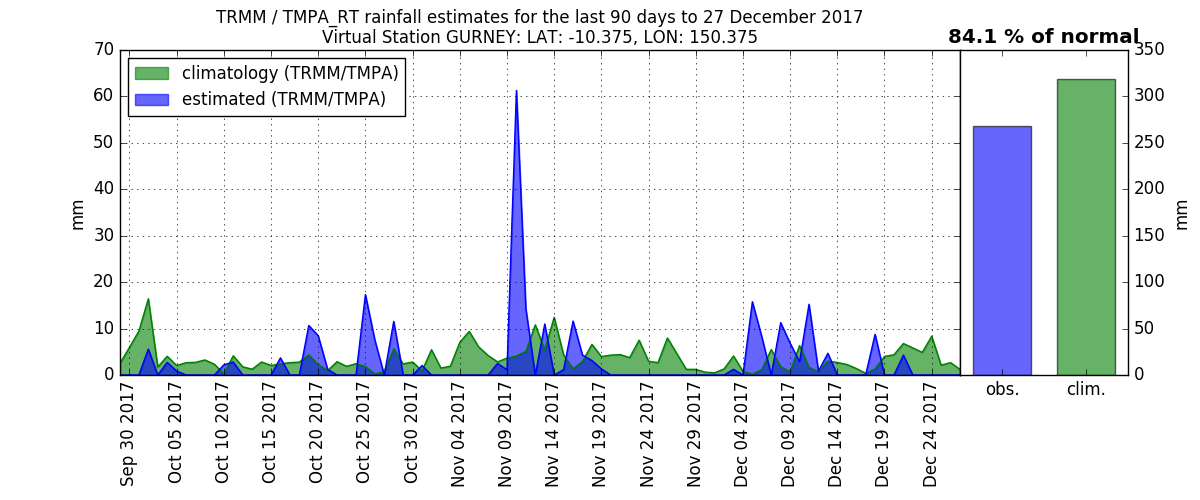 TRMM / TMPA_RT rainfall estimates for the last 90 days to 27 December 2017
Virtual Station GURNEY: LAT: -10.375, LON: 150.375
84.1 % of normal
climatology (TRMM/TMPA)
estimated (TRMM/TMPA)
70
60
50
40
30
20
10
0
mm
Sep 30 2017
Oct 05 2017
Oct 10 2017
Oct 15 2017
Oct 20 2017
Oct 25 2017
Oct 30 2017
Nov 04 2017
Nov 09 2017
Nov 14 2017
Nov 19 2017
Nov 24 2017
Nov 29 2017
Dec 04 2017
Dec 09 2017
Dec 14 2017
Dec 19 2017
Dec 24 2017
obs.
clim.
350
300
250
200
150
100
50
0
mm